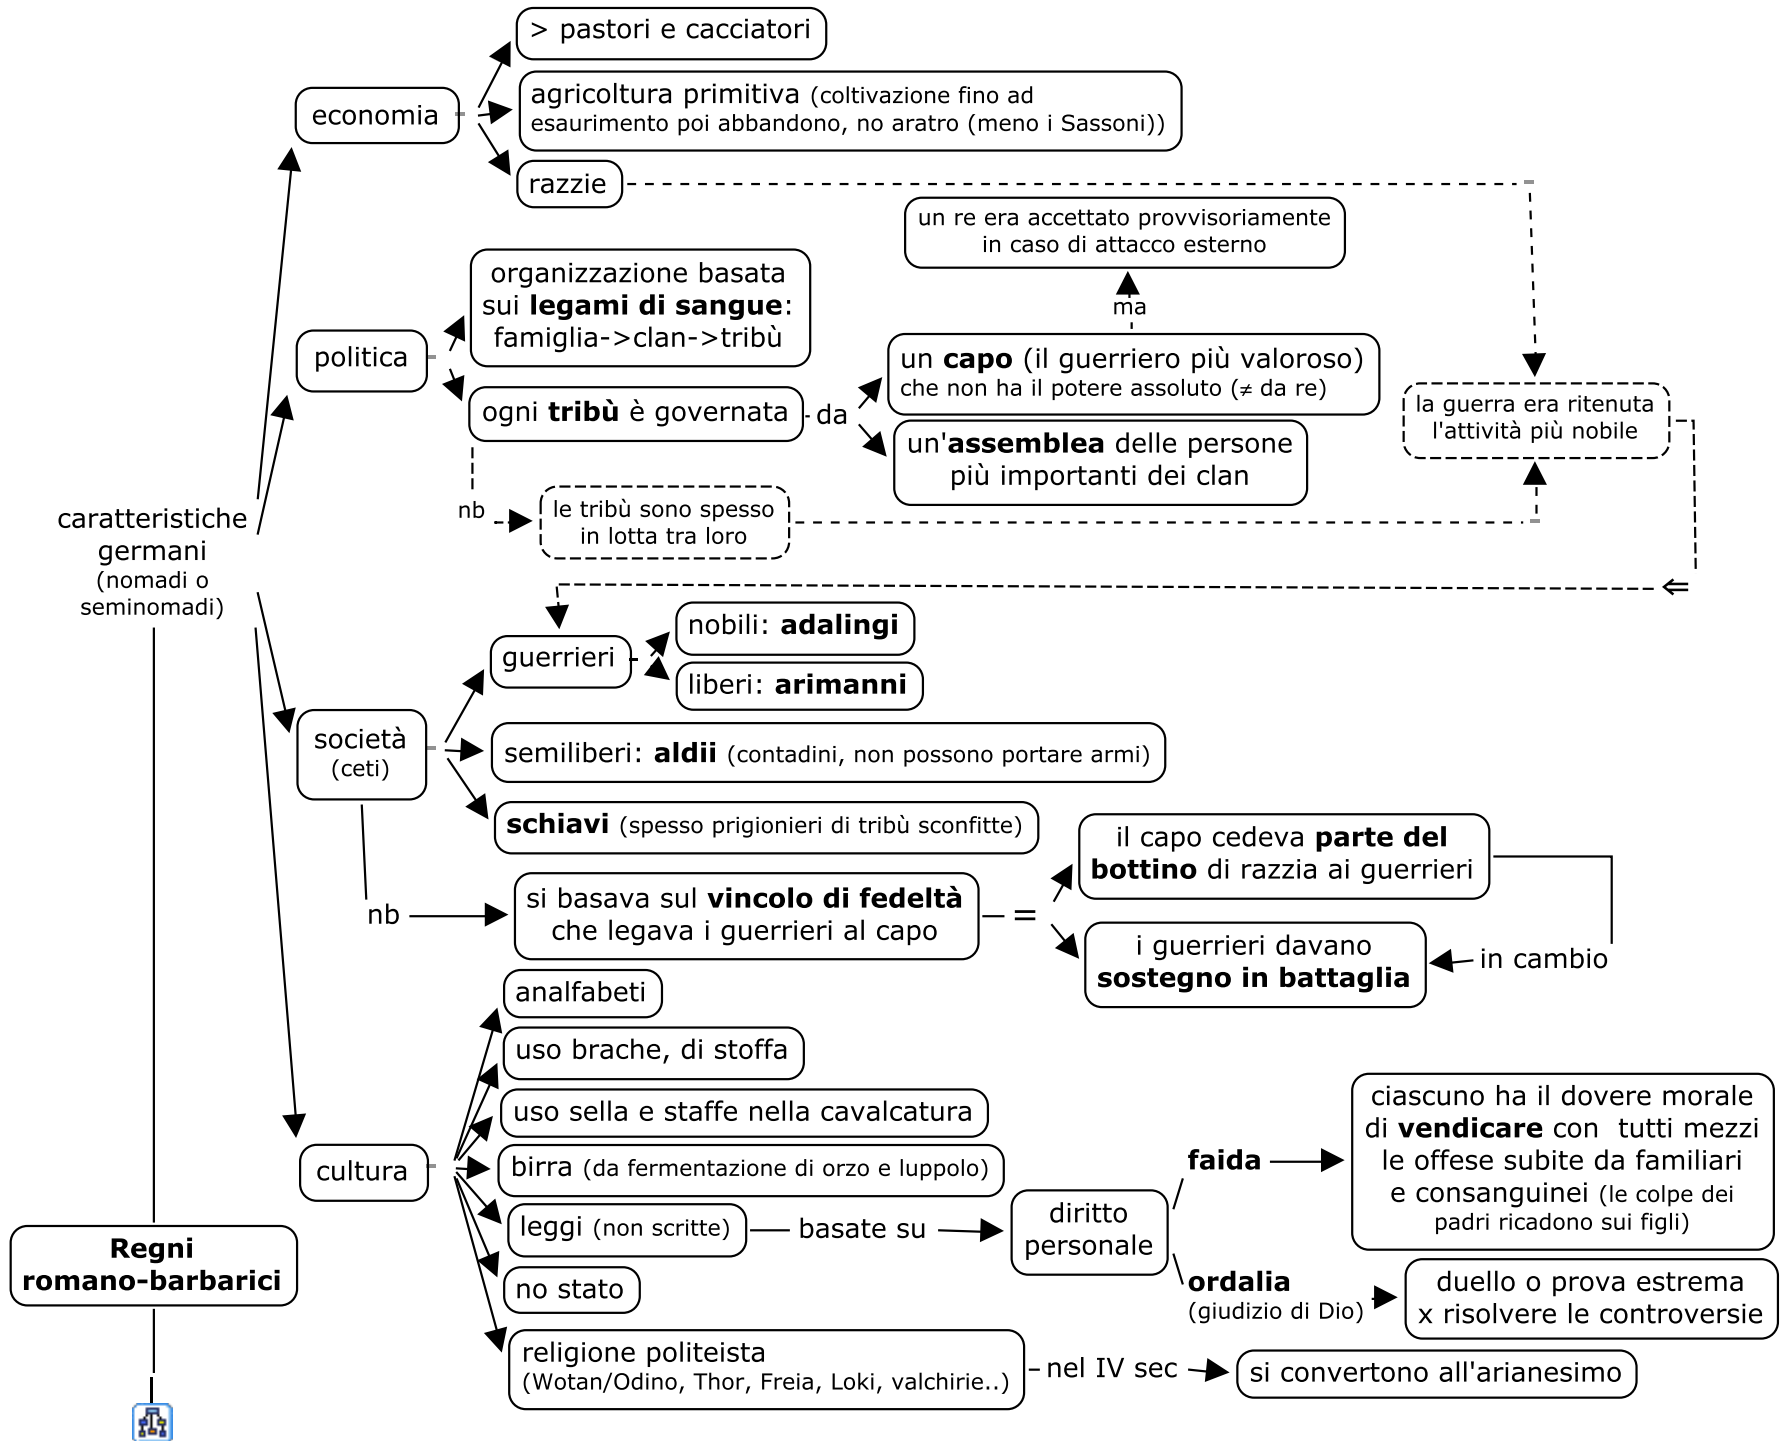 > pastori e cacciatori
economia
agricoltura primitiva (coltivazione fino ad
esaurimento poi abbandono, no aratro (meno i Sassoni))
razzie
un re era accettato provvisoriamente
in caso di attacco esterno
organizzazione basata
sui legami di sangue:
famiglia->clan->tribù
ma
politica
un capo (il guerriero più valoroso)
che non ha il potere assoluto (≠ da re)
ogni tribù è governata
da
la guerra era ritenuta
l'attività più nobile
un'assemblea delle persone
più importanti dei clan
nb
le tribù sono spesso
in lotta tra loro
caratteristiche
germani
(nomadi o
seminomadi)
⇐
guerrieri
nobili: adalingi
liberi: arimanni
società
(ceti)
semiliberi: aldii (contadini, non possono portare armi)
schiavi (spesso prigionieri di tribù sconfitte)
il capo cedeva parte del
bottino di razzia ai guerrieri
nb
si basava sul vincolo di fedeltà
che legava i guerrieri al capo
=
i guerrieri davano
sostegno in battaglia
in cambio
analfabeti
uso brache, di stoffa
uso sella e staffe nella cavalcatura
cultura
birra (da fermentazione di orzo e luppolo)
leggi (non scritte)
basate su
diritto
personale
faida
ciascuno ha il dovere morale
di vendicare con  tutti mezzi
le offese subite da familiari
e consanguinei (le colpe dei
padri ricadono sui figli)
Regni
romano-barbarici
no stato
ordalia
(giudizio di Dio)
duello o prova estrema
x risolvere le controversie
religione politeista
(Wotan/Odino, Thor, Freia, Loki, valchirie..)
nel IV sec
si convertono all'arianesimo